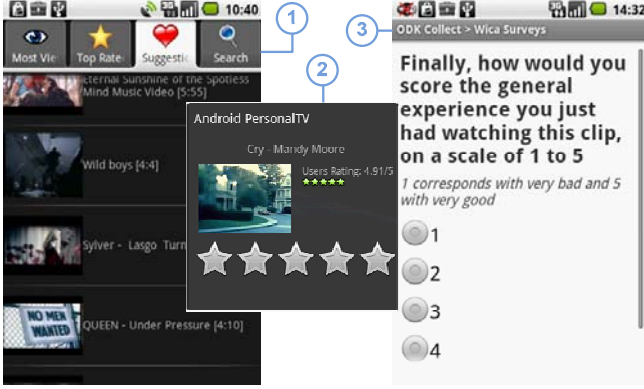 10:40
1
Most Vie
Top Rate
Suggestic
Search
Eternal Sunshine of the Spotless
Mind Music Video [5:55]
Wild boys [4:4]
Sylver - Lasgo Turn
NO MEN
WANTED
QUEEN - Under Pressure [4:10]
2
Android PersonalTV
Cry - Mandy Moore
Users Rating: 4.91/5
3
14:32
ODK Collect > Wica Surveys
Finally, how would you
score the general
experience you just
had watching this clip,
on a scale of 1 to 5
1 corresponds with very bad and 5
with very good
1
2
3
4